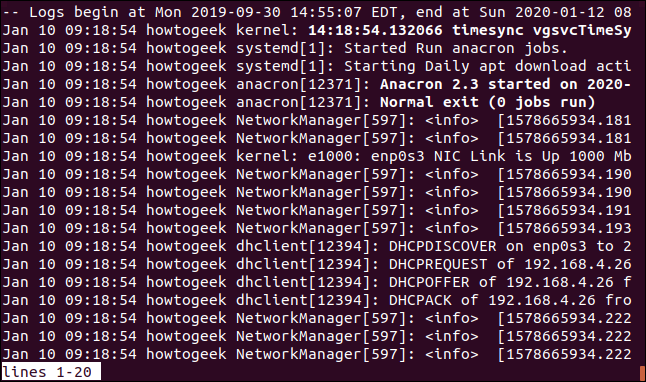 -- Logs begin at Mon 2019-09-30 14:55:07 EDT, end at Sun 2020-01-12 08
Jan 10 09:18:54 howtogeek kernel: 14:18:54.132066 timesync vgsvcTimeSy
Jan 10 09:18:54 howtogeek systemd[1]: Started Run anacron jobs.
Jan 10 09:18:54 howtogeek systemd[1]: Starting Daily apt download acti
Jan 10 09:18:54 howtogeek anacron[12371]: Anacron 2.3 started on 2020-
Jan 10 09:18:54 howtogeek anacron[12371]: Normal exit (0 jobs run)
Jan 10 09:18:54 howtogeek NetworkManager[597]: <info>  [1578665934.181
Jan 10 09:18:54 howtogeek NetworkManager[597]: <info>  [1578665934.181
Jan 10 09:18:54 howtogeek kernel: e1000: enp0s3 NIC Link is Up 1000 Mb
Jan 10 09:18:54 howtogeek NetworkManager[597]: <info>  [1578665934.190
Jan 10 09:18:54 howtogeek NetworkManager[597]: <info>  [1578665934.190
Jan 10 09:18:54 howtogeek NetworkManager[597]: <info>  [1578665934.191
Jan 10 09:18:54 howtogeek NetworkManager[597]: <info>  [1578665934.193
Jan 10 09:18:54 howtogeek dhclient[12394]: DHCPDISCOVER on enp0s3 to 2
Jan 10 09:18:54 howtogeek dhclient[12394]: DHCPREQUEST of 192.168.4.26
Jan 10 09:18:54 howtogeek dhclient[12394]: DHCPOFFER of 192.168.4.26 f
Jan 10 09:18:54 howtogeek dhclient[12394]: DHCPACK of 192.168.4.26 fro
Jan 10 09:18:54 howtogeek NetworkManager[597]: <info>  [1578665934.222
Jan 10 09:18:54 howtogeek NetworkManager[597]: <info>  [1578665934.222
Jan 10 09:18:54 howtogeek NetworkManager[597]: <info>  [1578665934.222
lines 1-20